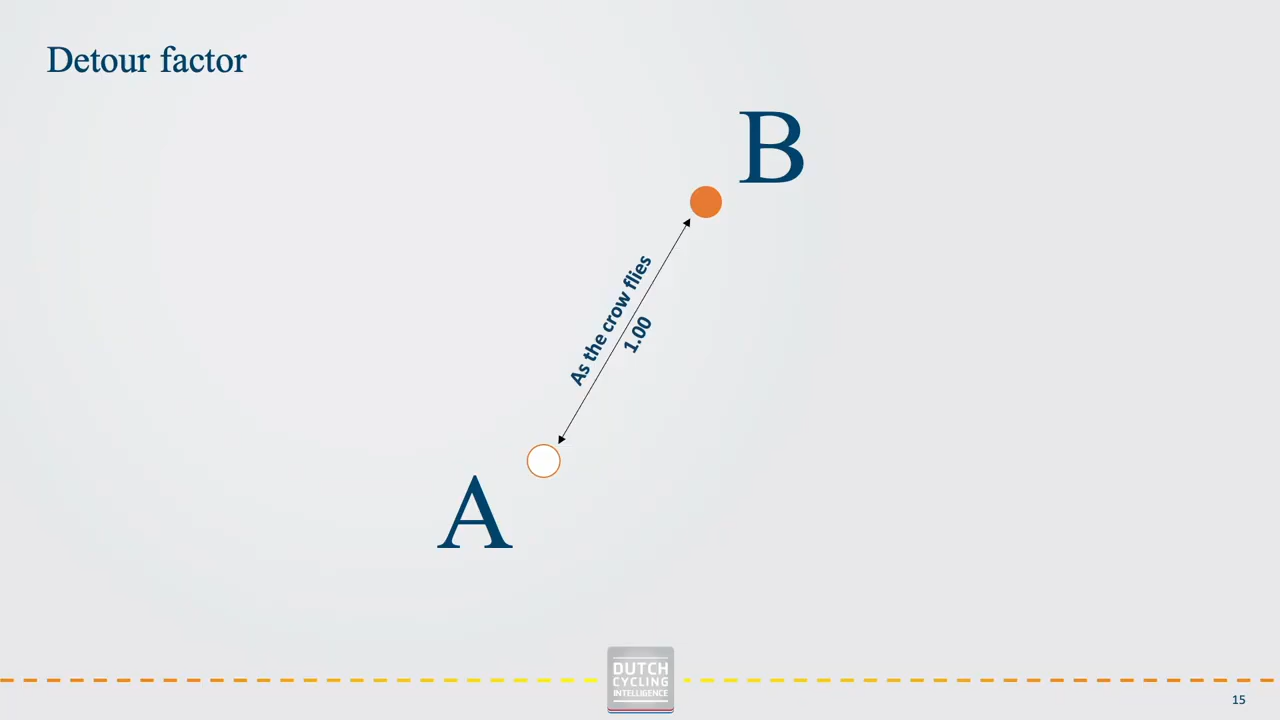 Detour factor
B
As the crow flies
1.00
A
DUTCH
CYCLING
INTELLIGENCE
15